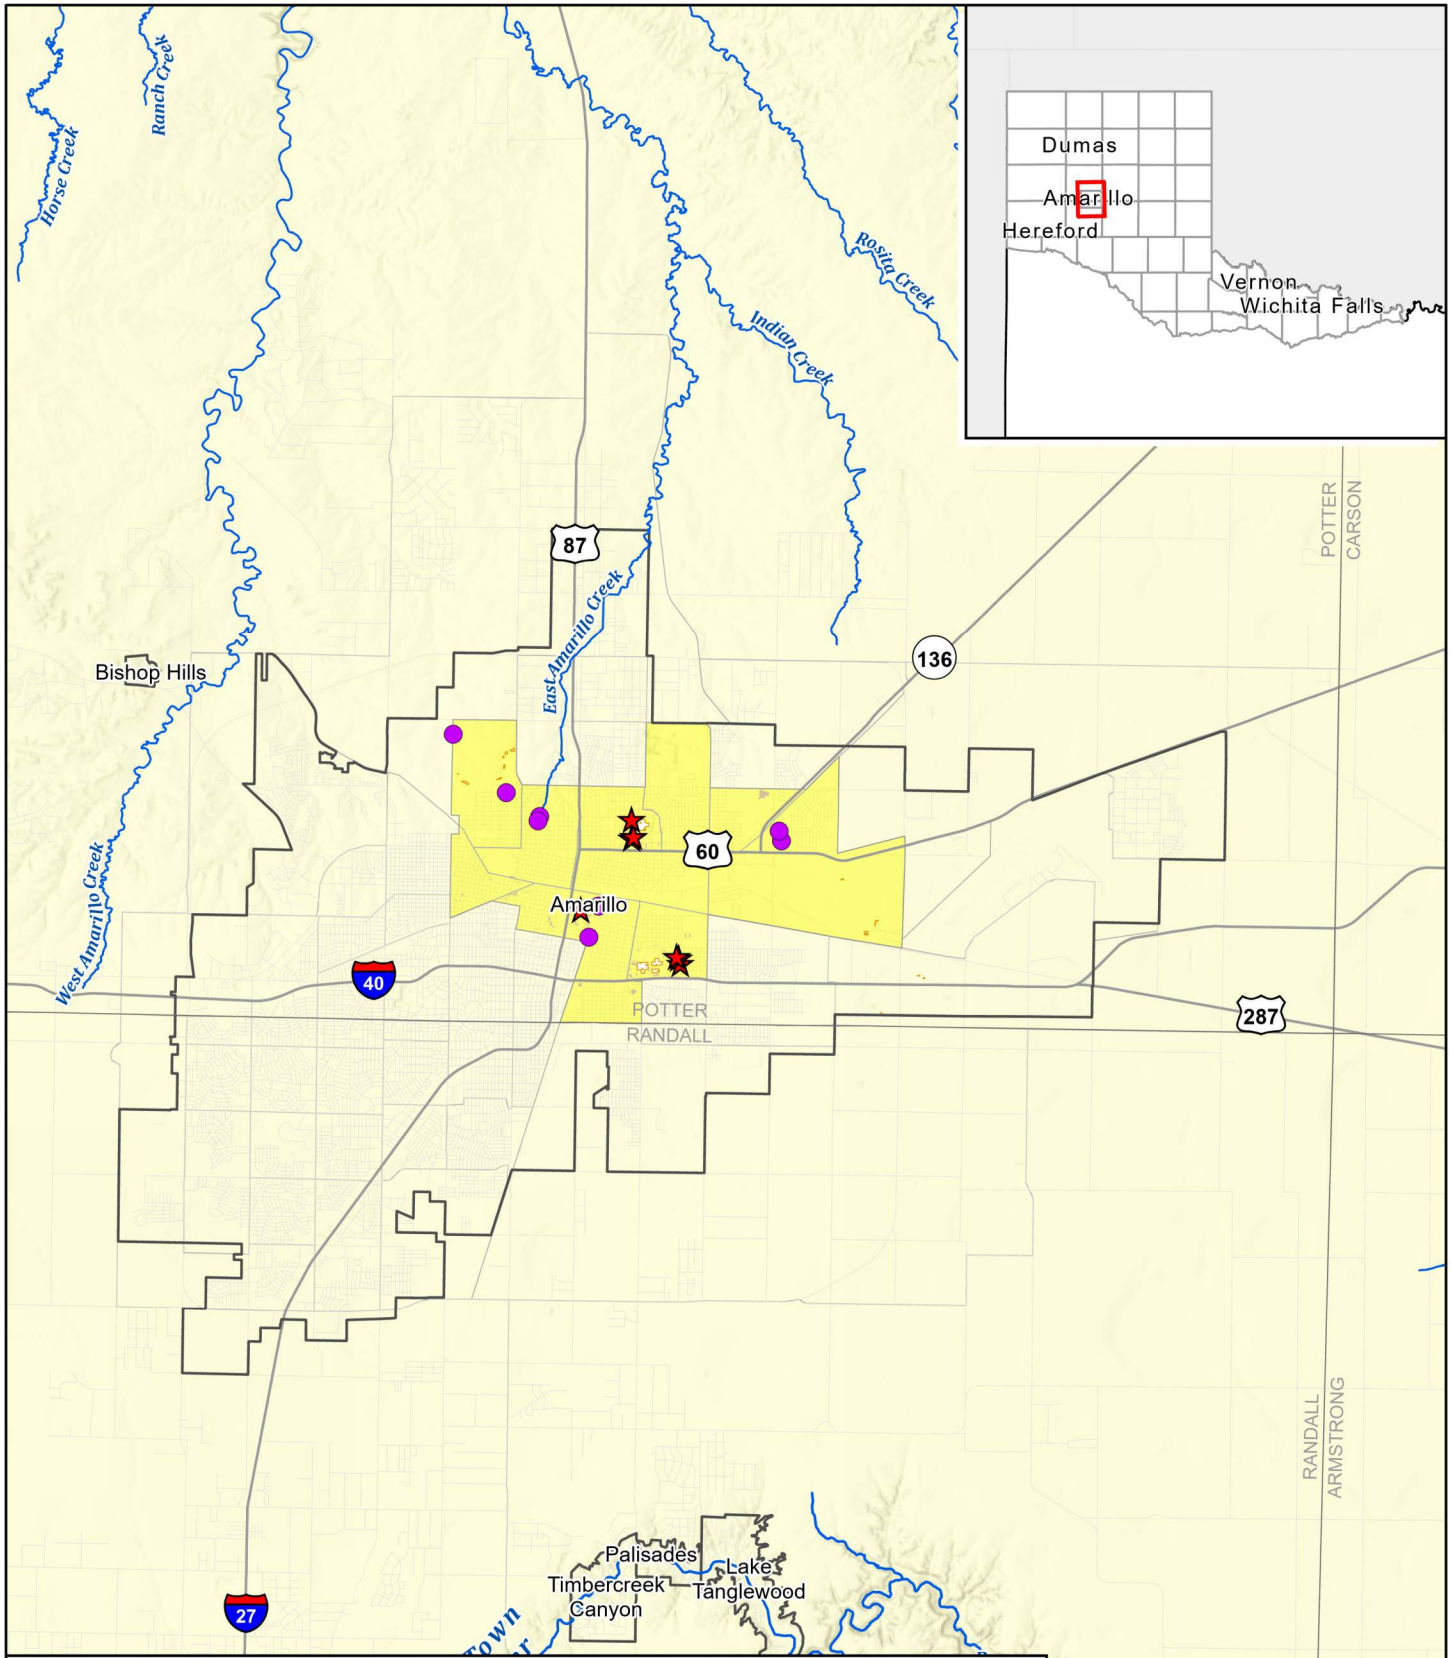 Ranch Creek
Horse Creek
Dumas
Amarillo
Hereford
Vernon
Wichita Falls
Rosita Creek
Indian Creek
POTTER
CARSON
87
East Amarillo Creek
136
Bishop Hills
60
Amarillo
West Amarillo Creek
40
POTTER
RANDALL
287
RANDALL
ARMSTRONG
Palisades
Lake
Tanglewood
Timbercreek
Canyon
27
Town